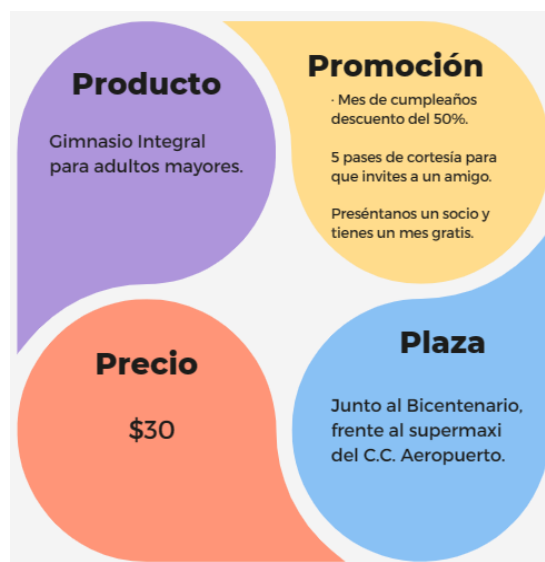 Producto
Gimnasio Integral
para adultos mayores.
Promoción
· Mes de cumpleaños
descuento del 50%.
5 pases de cortesía para
que invites a un amigo.
Preséntanos un socio y
tienes un mes gratis.
Precio
$30
Plaza
Junto al Bicentenario,
frente al supermaxi
del C.C. Aeropuerto.